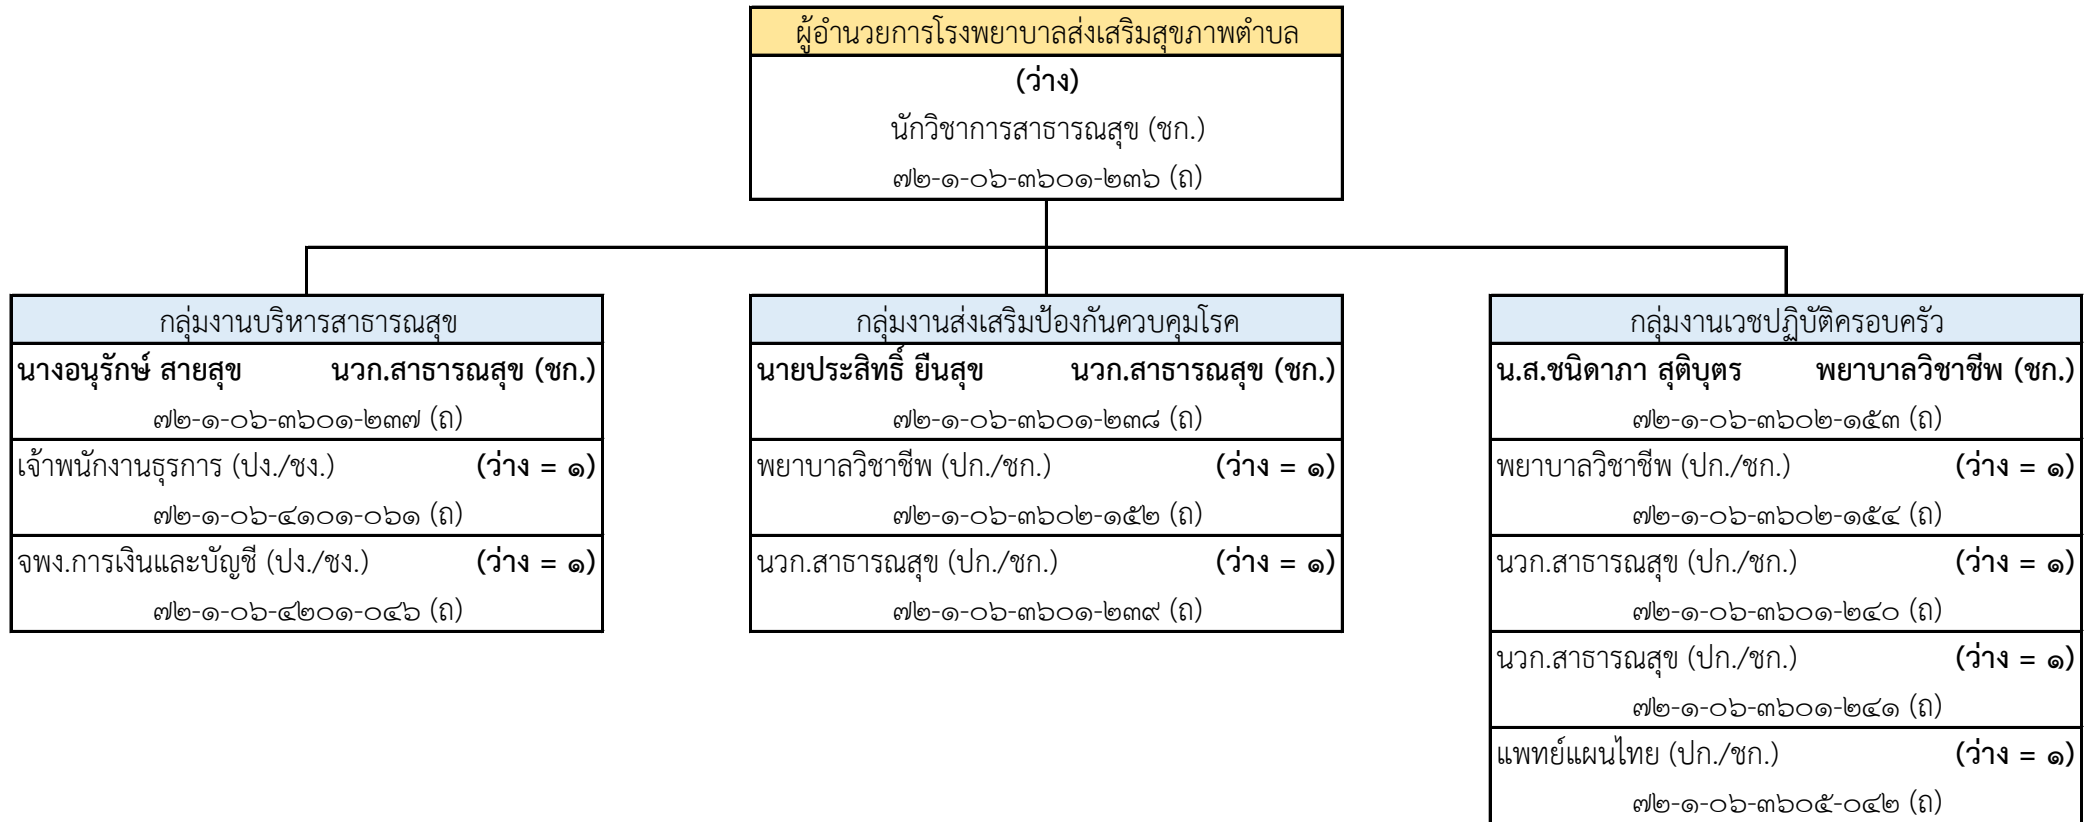 ผู้อำนวยการโรงพยาบาลส่งเสริมสุขภาพตำบล
(ว่าง)
นักวิชาการสาธารณสุข (ชก.)
๗๒-๑-๐๖-๓๖๐๑-๒๓๖ (ถ)
กลุ่มงานบริหารสาธารณสุข
นางอนุรักษ์ สายสุข นวก.สาธารณสุข (ชก.)
๗๒-๑-๐๖-๓๖๐๑-๒๓๗ (ถ)
เจ้าพนักงานธุรการ (ปง./ชง.) (ว่าง = ๑)
๗๒-๑-๐๖-๔๑๐๑-๐๖๑ (ถ)
จพง.การเงินและบัญชี (ปง./ชง.) (ว่าง = ๑)
๗๒-๑-๐๖-๔๒๐๑-๐๔๖ (ถ)
กลุ่มงานส่งเสริมป้องกันควบคุมโรค
นายประสิทธิ์ ยืนสุข นวก.สาธารณสุข (ชก.)
๗๒-๑-๐๖-๓๖๐๑-๒๓๘ (ถ)
พยาบาลวิชาชีพ (ปก./ชก.) (ว่าง = ๑)
๗๒-๑-๐๖-๓๖๐๒-๑๕๒ (ถ)
นวก.สาธารณสุข (ปก./ชก.) (ว่าง = ๑)
๗๒-๑-๐๖-๓๖๐๑-๒๓๙ (ถ)
กลุ่มงานเวชปฏิบัติครอบครัว
น.ส.ชนิดาภา สุติบุตร พยาบาลวิชาชีพ (ชก.)
๗๒-๑-๐๖-๓๖๐๒-๑๕๓ (ถ)
พยาบาลวิชาชีพ (ปก./ชก.) (ว่าง = ๑)
๗๒-๑-๐๖-๓๖๐๒-๑๕๔ (ถ)
นวก.สาธารณสุข (ปก./ชก.) (ว่าง = ๑)
๗๒-๑-๐๖-๓๖๐๑-๒๔๐ (ถ)
นวก.สาธารณสุข (ปก./ชก.) (ว่าง = ๑)
๗๒-๑-๐๖-๓๖๐๑-๒๔๑ (ถ)
แพทย์แผนไทย (ปก./ชก.) (ว่าง = ๑)
๗๒-๑-๐๖-๓๖๐๕-๐๔๒ (ถ)